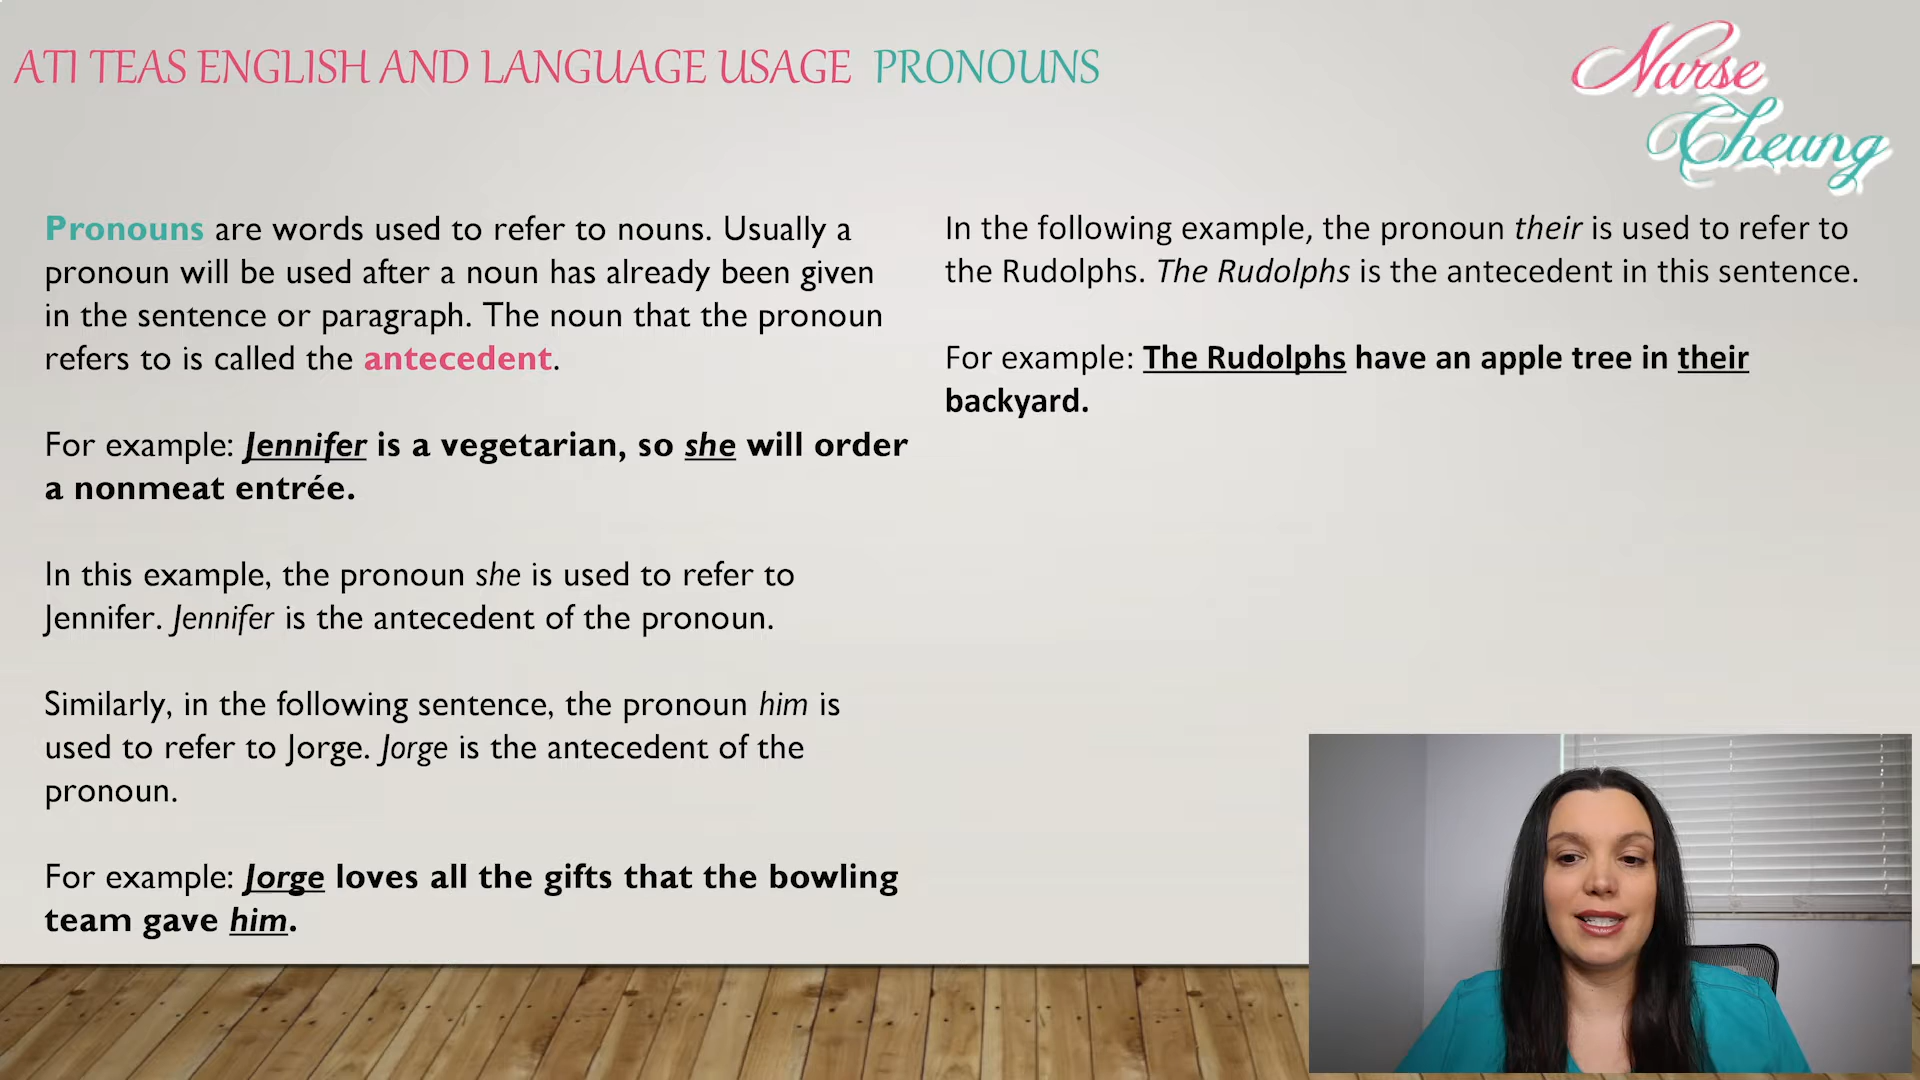 ATI TEAS ENGLISH AND LANGUAGE USAGE PRONOUNS
Nurse
Cheung
Pronouns are words used to refer to nouns. Usually a
pronoun will be used after a noun has already been given
in the sentence or paragraph. The noun that the pronoun
refers to is called the antecedent.
For example: Jennifer is a vegetarian, so she will order
a nonmeat entrée.
In this example, the pronoun she is used to refer to
Jennifer. Jennifer is the antecedent of the pronoun.
Similarly, in the following sentence, the pronoun him is
used to refer to Jorge. Jorge is the antecedent of the
pronoun.
For example: Jorge loves all the gifts that the bowling
team gave him.
In the following example, the pronoun their is used to refer to
the Rudolphs. The Rudolphs is the antecedent in this sentence.
For example: The Rudolphs have an apple tree in their
backyard.